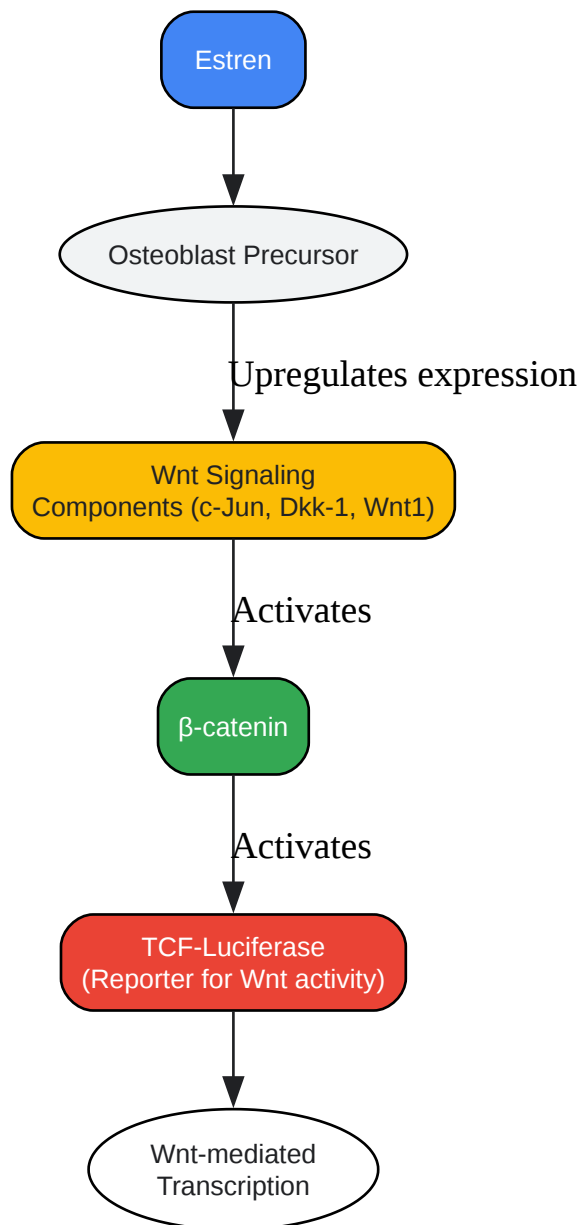 Estren
Osteoblast Precursor
Upregulates expression
Wnt Signaling
Components (c-Jun, Dkk-1, Wnt1)
Activates
β-catenin
Activates
TCF-Luciferase
(Reporter for Wnt activity)
Wnt-mediated
Transcription